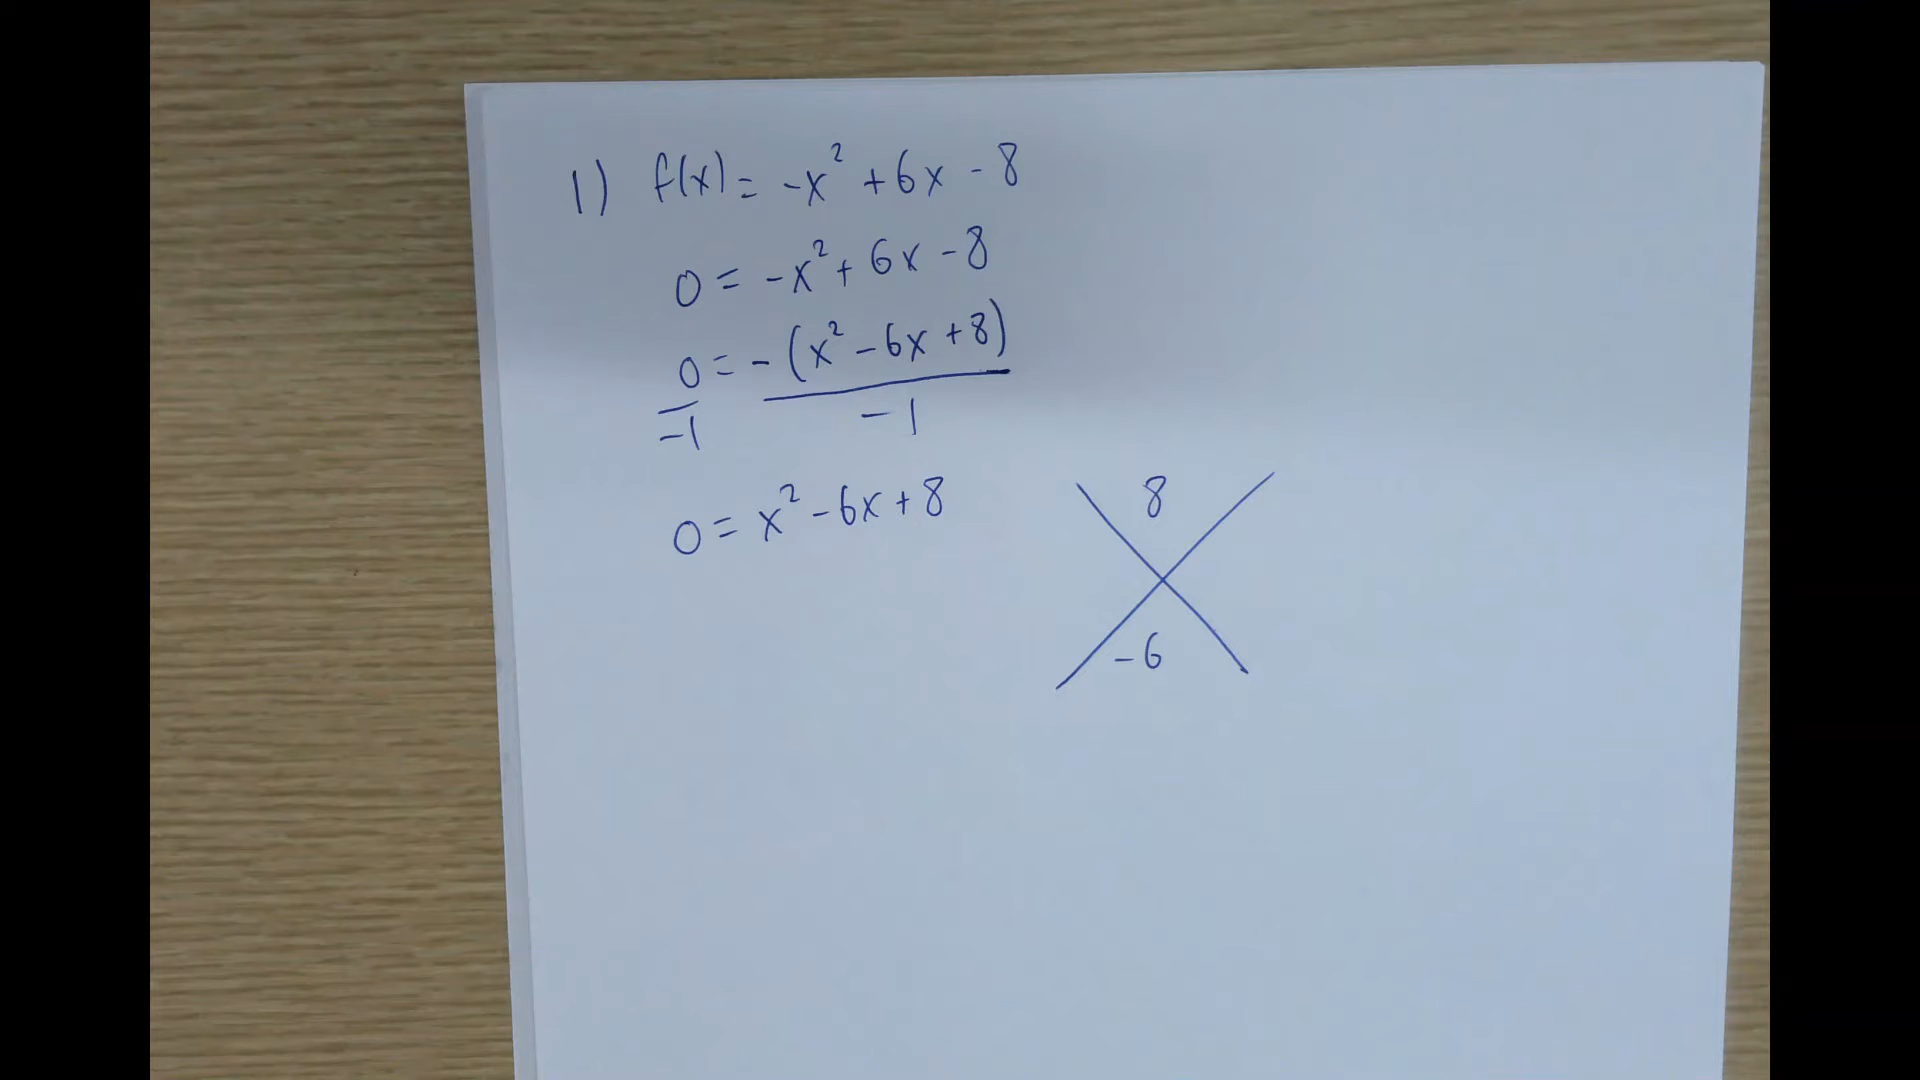 1) f(x) = -x² + 6x - 8
0 = -x² + 6x - 8
0 = -(x² - 6x + 8)
-1 -1
0 = x² - 6x + 8
8
-6